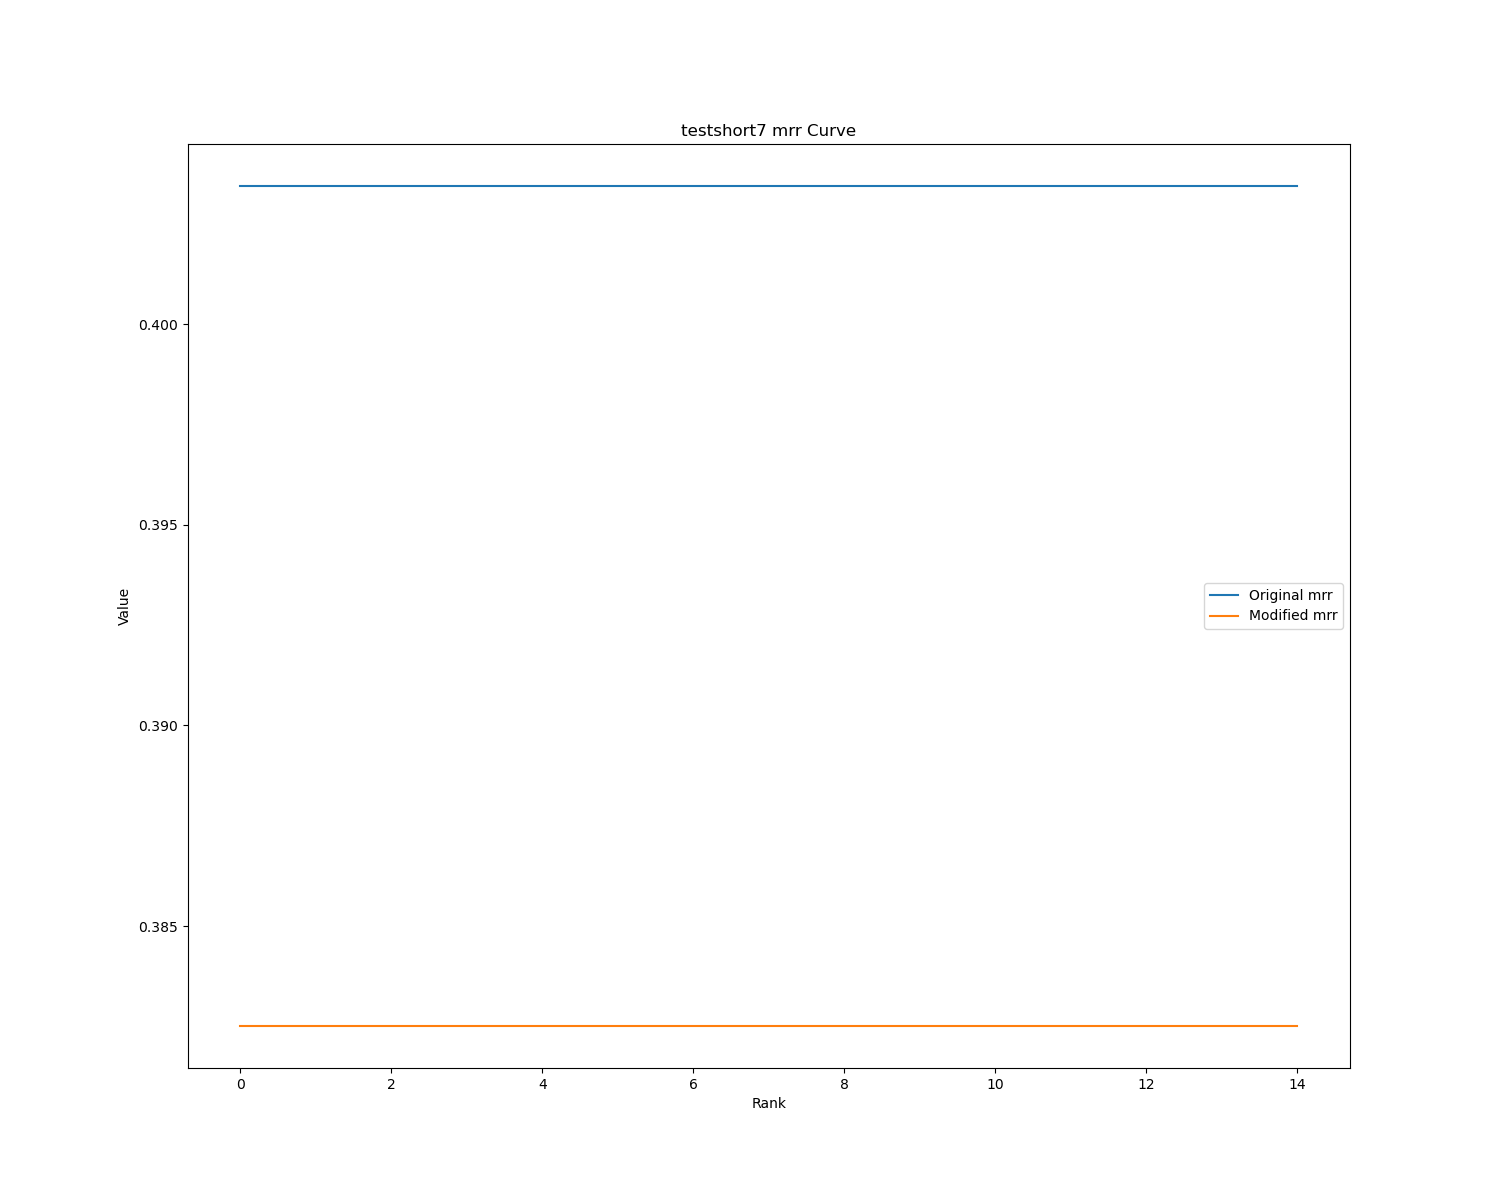 testshort7 mrr Curve
0.400
0.395
0.390
0.385
Value
Original mrr
Modified mrr
0 2 4 6 8 10 12 14
Rank